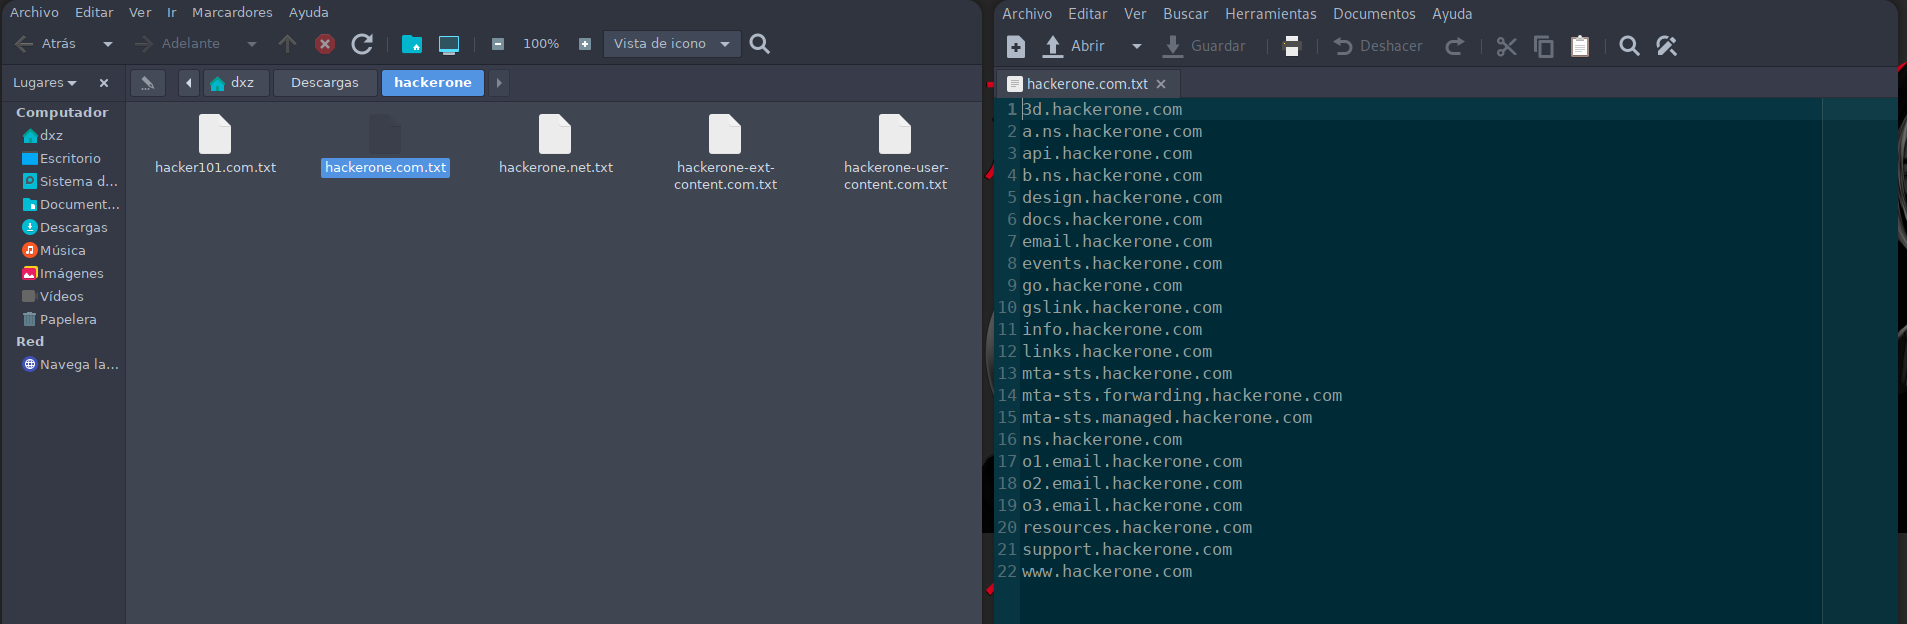 Archivo Editar Ver Ir Marcardores Ayuda
Atrás Adelante 100% Vista de icono
Lugares dxz Descargas hackerone
Computador
dxz
Escritorio
Sistema d...
Document...
Descargas
Música
Imágenes
Vídeos
Papelera
Red
Navega la...
hacker101.com.txt
hackerone.com.txt
hackerone.net.txt
hackerone-ext-
content.com.txt
hackerone-user-
content.com.txt
Archivo Editar Ver Buscar Herramientas Documentos Ayuda
Abrir Guardar Deshacer
hackerone.com.txt
1 3d.hackerone.com
2 a.ns.hackerone.com
3 api.hackerone.com
4 b.ns.hackerone.com
5 design.hackerone.com
6 docs.hackerone.com
7 email.hackerone.com
8 events.hackerone.com
9 go.hackerone.com
10 gslink.hackerone.com
11 info.hackerone.com
12 links.hackerone.com
13 mta-sts.hackerone.com
14 mta-sts.forwarding.hackerone.com
15 mta-sts.managed.hackerone.com
16 ns.hackerone.com
17 o1.email.hackerone.com
18 o2.email.hackerone.com
19 o3.email.hackerone.com
20 resources.hackerone.com
21 support.hackerone.com
22 www.hackerone.com